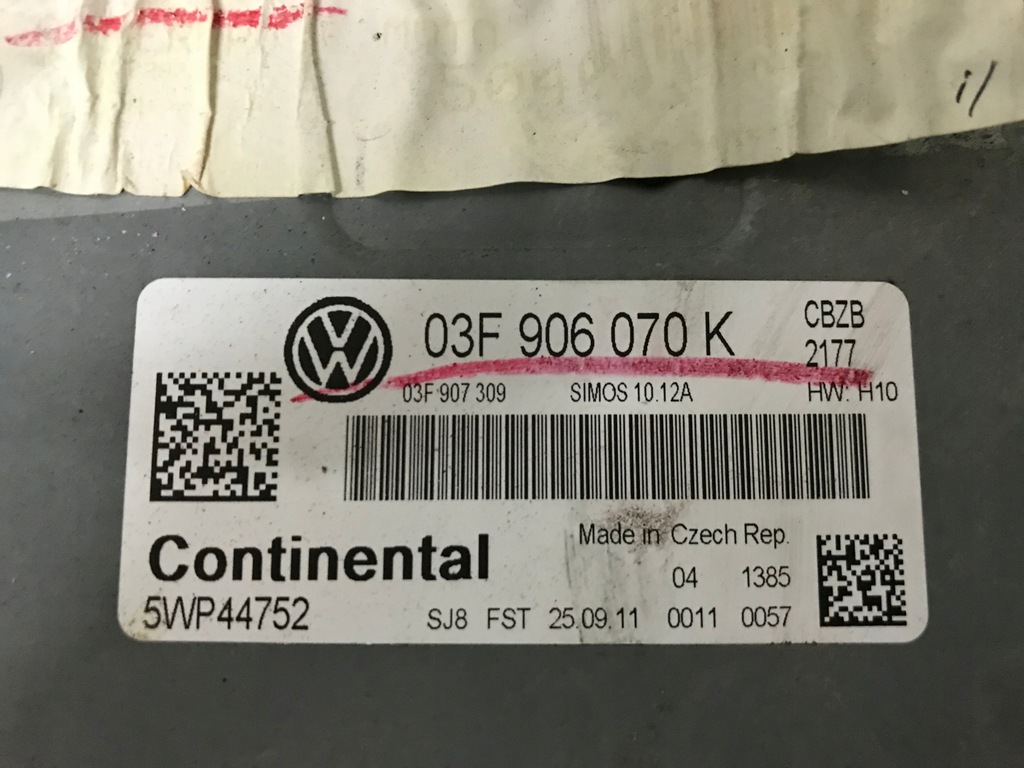 i/
03F 906 070 K
CBZB
2177
03F 907 309 SIMOS 10.12A HW: H10
Continental
Made in Czech Rep.
04 1385
5WP44752
SJ8 FST 25.09.11 0011 0057